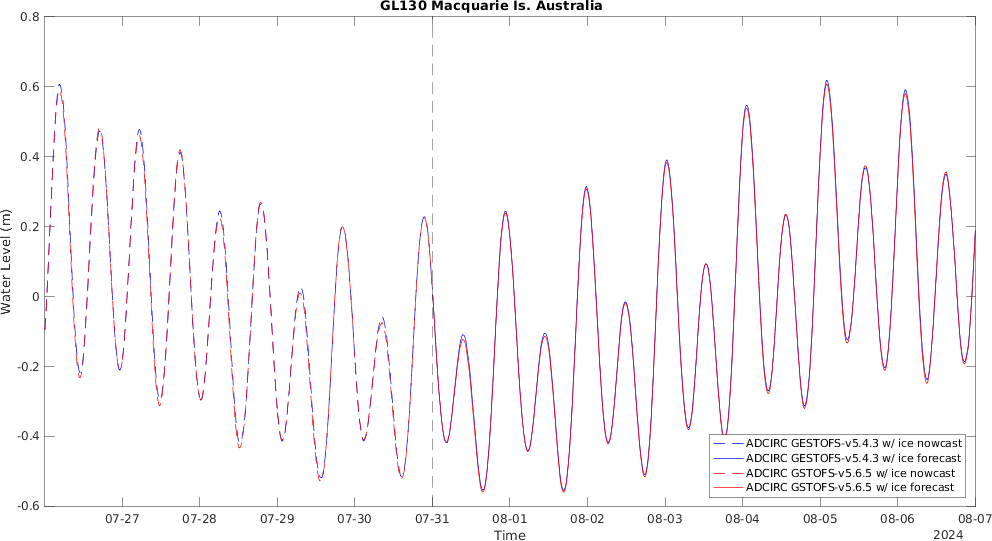 GL130 Macquarie Is. Australia
0.8
0.6
0.4
0.2
0
-0.2
-0.4
-0.6
Water Level (m)
ADCIRC GESTOFS-v5.4.3 w/ ice nowcast
ADCIRC GESTOFS-v5.4.3 w/ ice forecast
ADCIRC GSTOFS-v5.6.5 w/ ice nowcast
ADCIRC GSTOFS-v5.6.5 w/ ice forecast
07-27 07-28 07-29 07-30 07-31 08-01 08-02 08-03 08-04 08-05 08-06 08-07
Time
2024